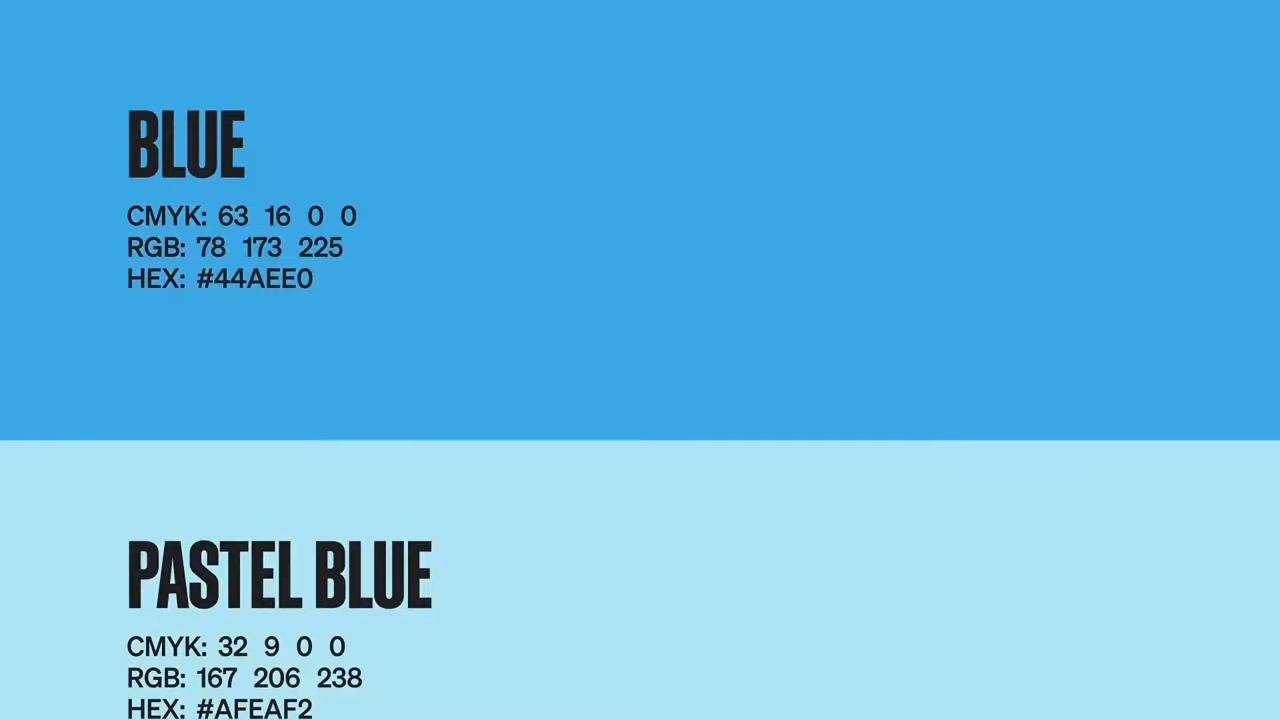 BLUE
CMYK: 63 16 0 0
RGB: 78 173 225
HEX: #44AEE0
PASTEL BLUE
CMYK: 32 9 0 0
RGB: 167 206 238
HEX: #AFEAF2